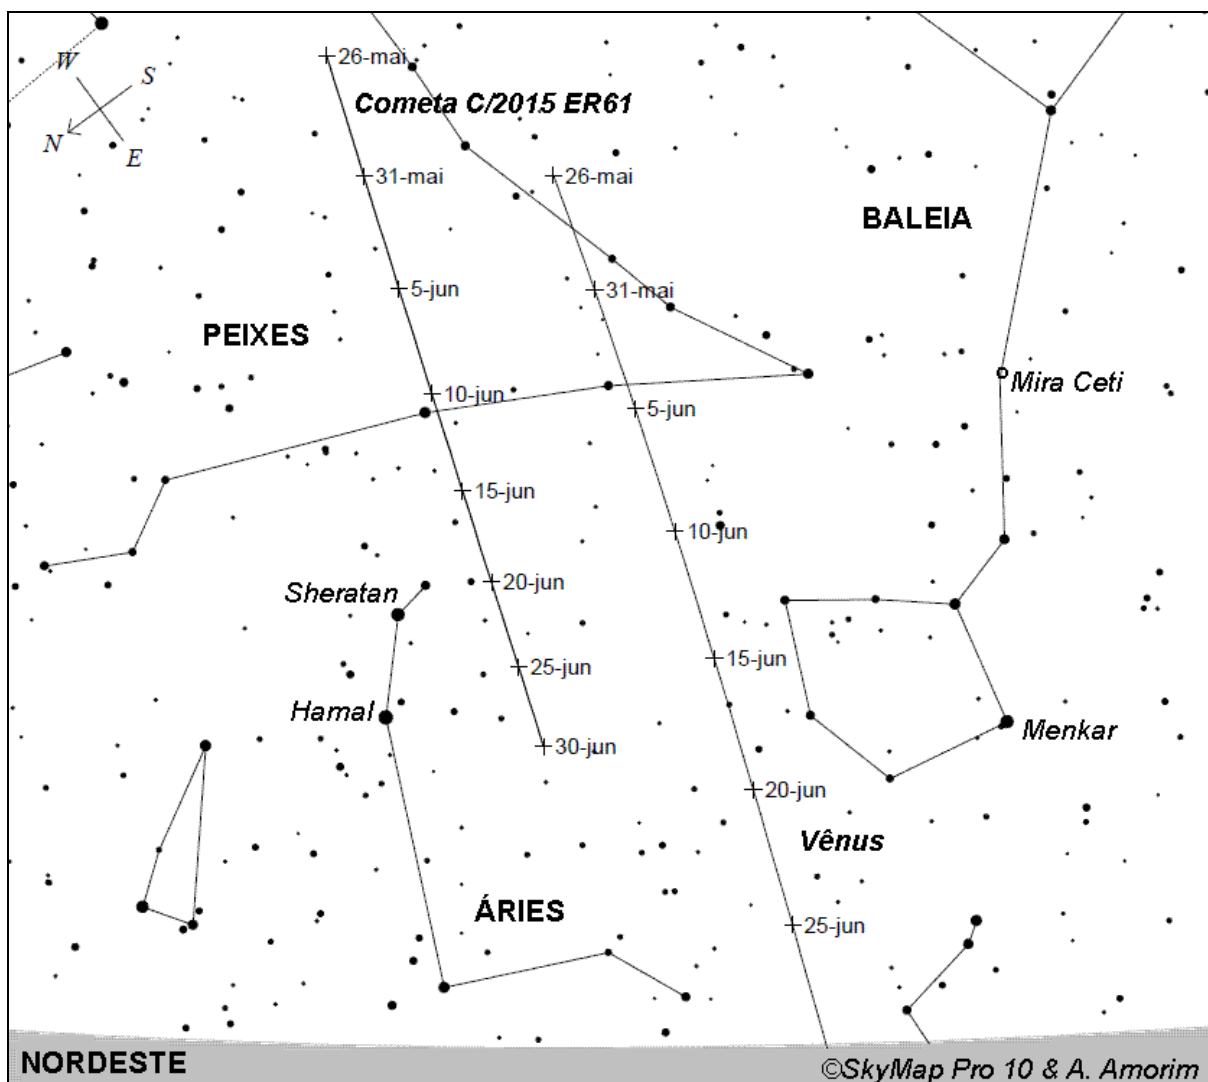 W
26-mai
S
Cometa C/2015 ER61
N
E
31-mai
26-mai
BALEIA
5-jun
31-mai
PEIXES
10-jun
Mira Ceti
5-jun
15-jun
10-jun
Sheratan
20-jun
25-jun
15-jun
Hamal
Menkar
30-jun
20-jun
Vênus
ÁRIES
25-jun
NORDESTE
©SkyMap Pro 10 & A. Amorim